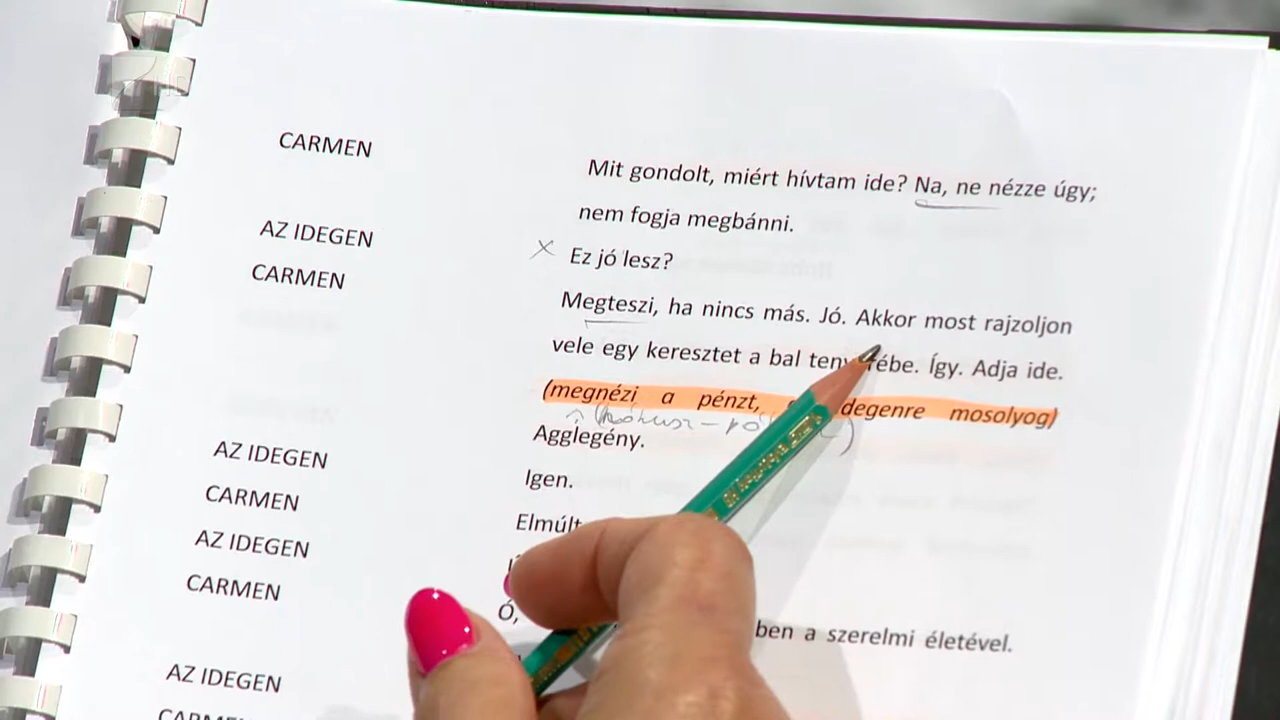 CARMEN
Mit gondolt, miért hívtam ide? Na, ne nézze úgy;
nem fogja megbánni.
AZ IDEGEN
Ez jó lesz?
CARMEN
Megteszi, ha nincs más. Jó. Akkor most rajzoljon
vele egy keresztet a bal tenyerébe. Így. Adja ide.
(megnézi a pénzt, idegenre mosolyog)
Agglegény.
AZ IDEGEN
Igen.
CARMEN
Elmúlt
AZ IDEGEN
CARMEN
Ó, ben a szerelmi életével.
AZ IDEGEN
CARMEN